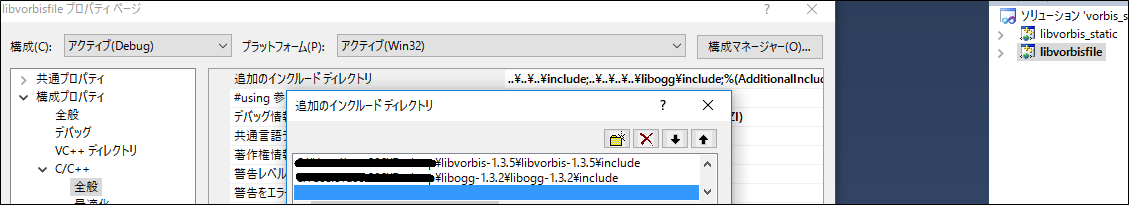 libvorbisfile プロパティ ページ
構成(C): アクティブ(Debug) プラットフォーム(P): アクティブ(Win32) 構成マネージャー(O)...
共通プロパティ
構成プロパティ
全般
デバッグ
VC++ ディレクトリ
C/C++
全般
追加のインクルード ディレクトリ ..¥..¥..¥include;..¥..¥..¥..¥libogg¥include;%(AdditionalInclud
#using 参
デバッグ情報 ZI)
共通言語
著作権情
警告レベル
警告をエラ
追加のインクルード ディレクトリ
? ×
¥libvorbis-1.3.5¥libvorbis-1.3.5¥include
¥libogg-1.3.2¥libogg-1.3.2¥include
ソリューション 'vorbis_s
libvorbis_static
libvorbisfile